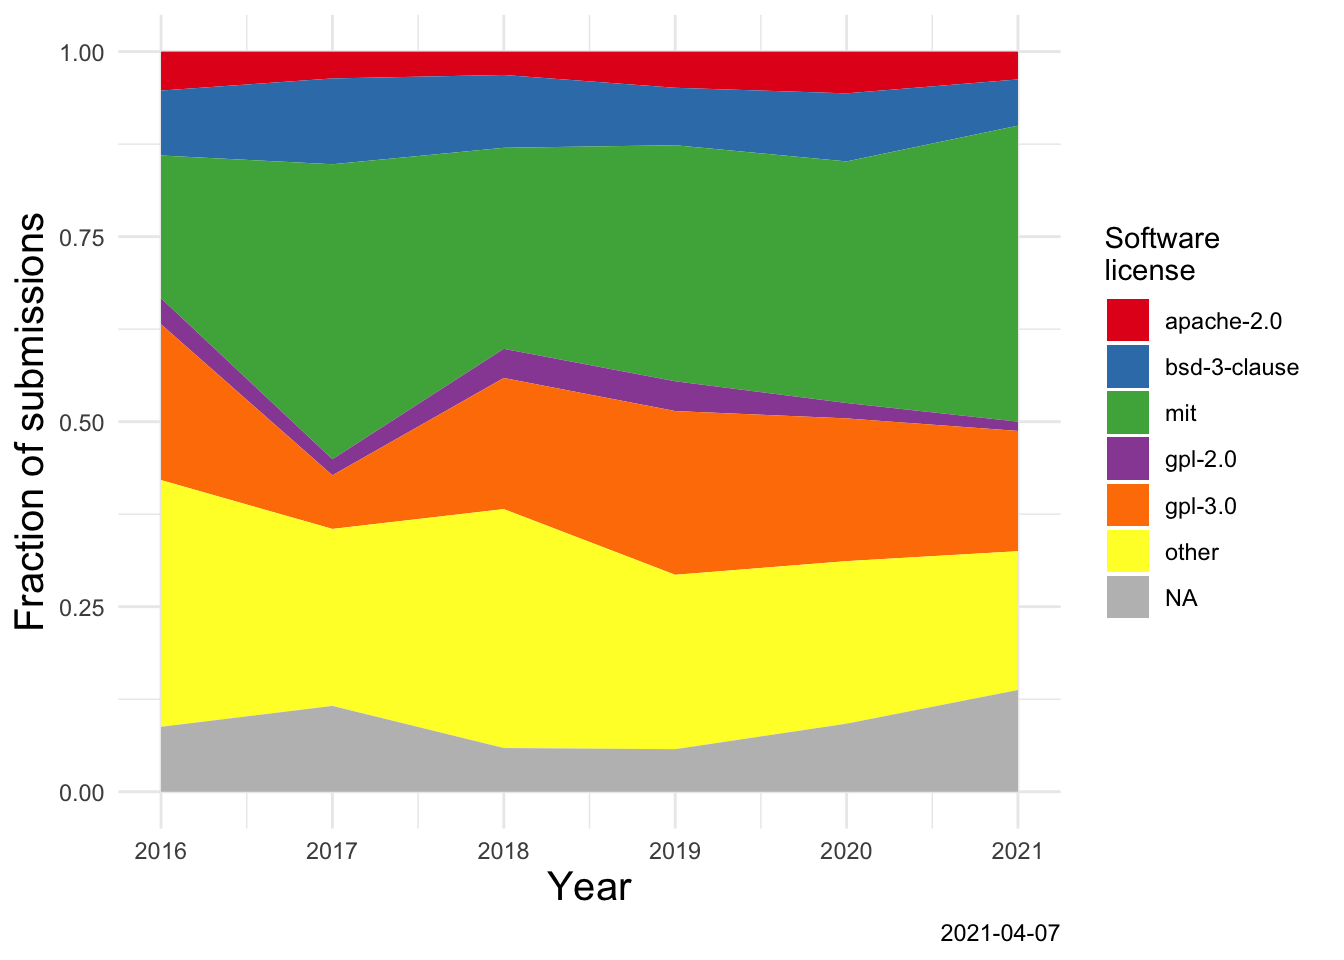 1.00
0.75
0.50
0.25
0.00
Fraction of submissions
2016 2017 2018 2019 2020 2021
Year
Software
license
apache-2.0
bsd-3-clause
mit
gpl-2.0
gpl-3.0
other
NA
2021-04-07